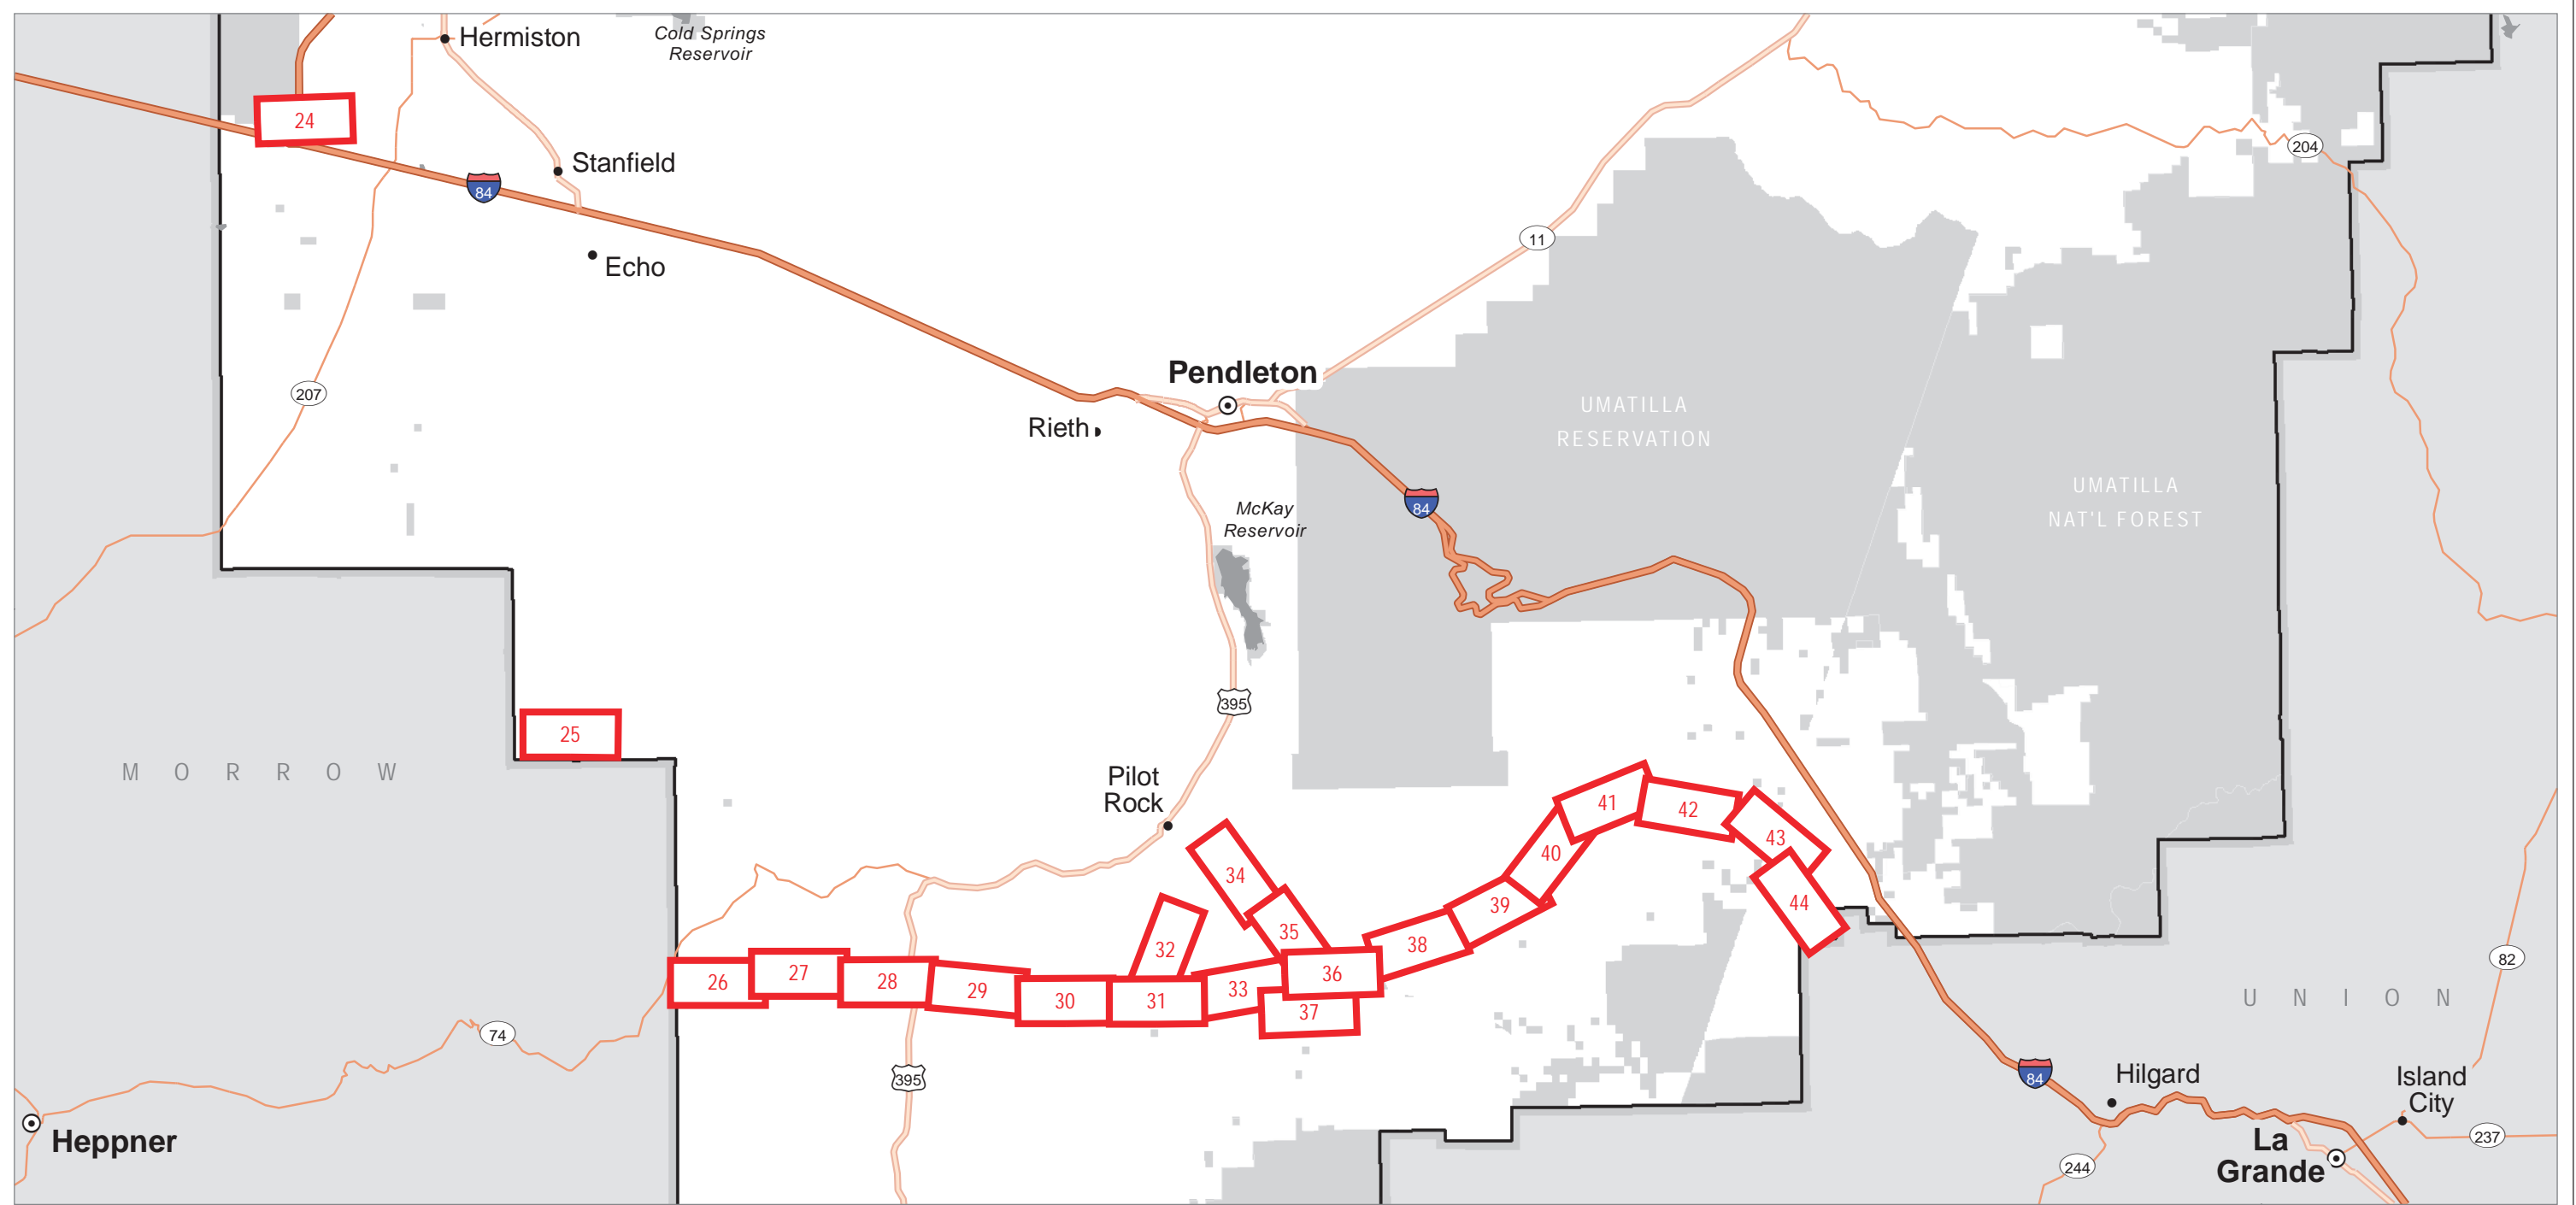 Hermiston
Cold Springs
Reservoir
24
204
Stanfield
84
11
Echo
Pendleton
207
UMATILLA
RESERVATION
Rieth
UMATILLA
NAT'L FOREST
84
McKay
Reservoir
395
25
MORROW
Pilot
Rock
41
42
43
40
34
44
39
35
32
38
82
36
27
28
26
33
29
30
31
UNION
37
74
84
Hilgard
Island
City
395
Heppner
La
Grande
237
244